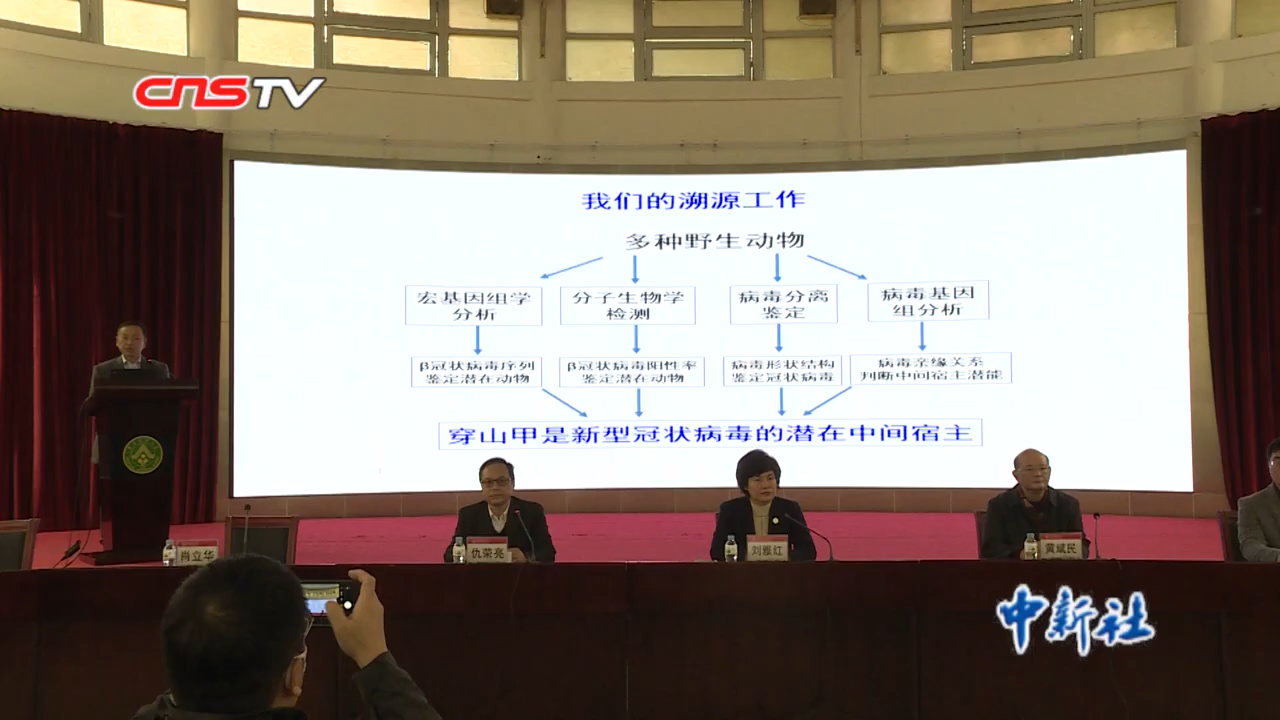 CNSTV
我们的溯源工作
多种野生动物
宏基因组学
分析
分子生物学
检测
病毒分离
鉴定
病毒基因
组分析
β冠状病毒序列
鉴定潜在动物
β冠状病毒阳性率
鉴定潜在动物
病毒形状结构
鉴定冠状病毒
病毒亲缘关系
判断中间宿主潜能
穿山甲是新型冠状病毒的潜在中间宿主
肖立华
仇荣亮
刘雅红
黄斌民
中新社